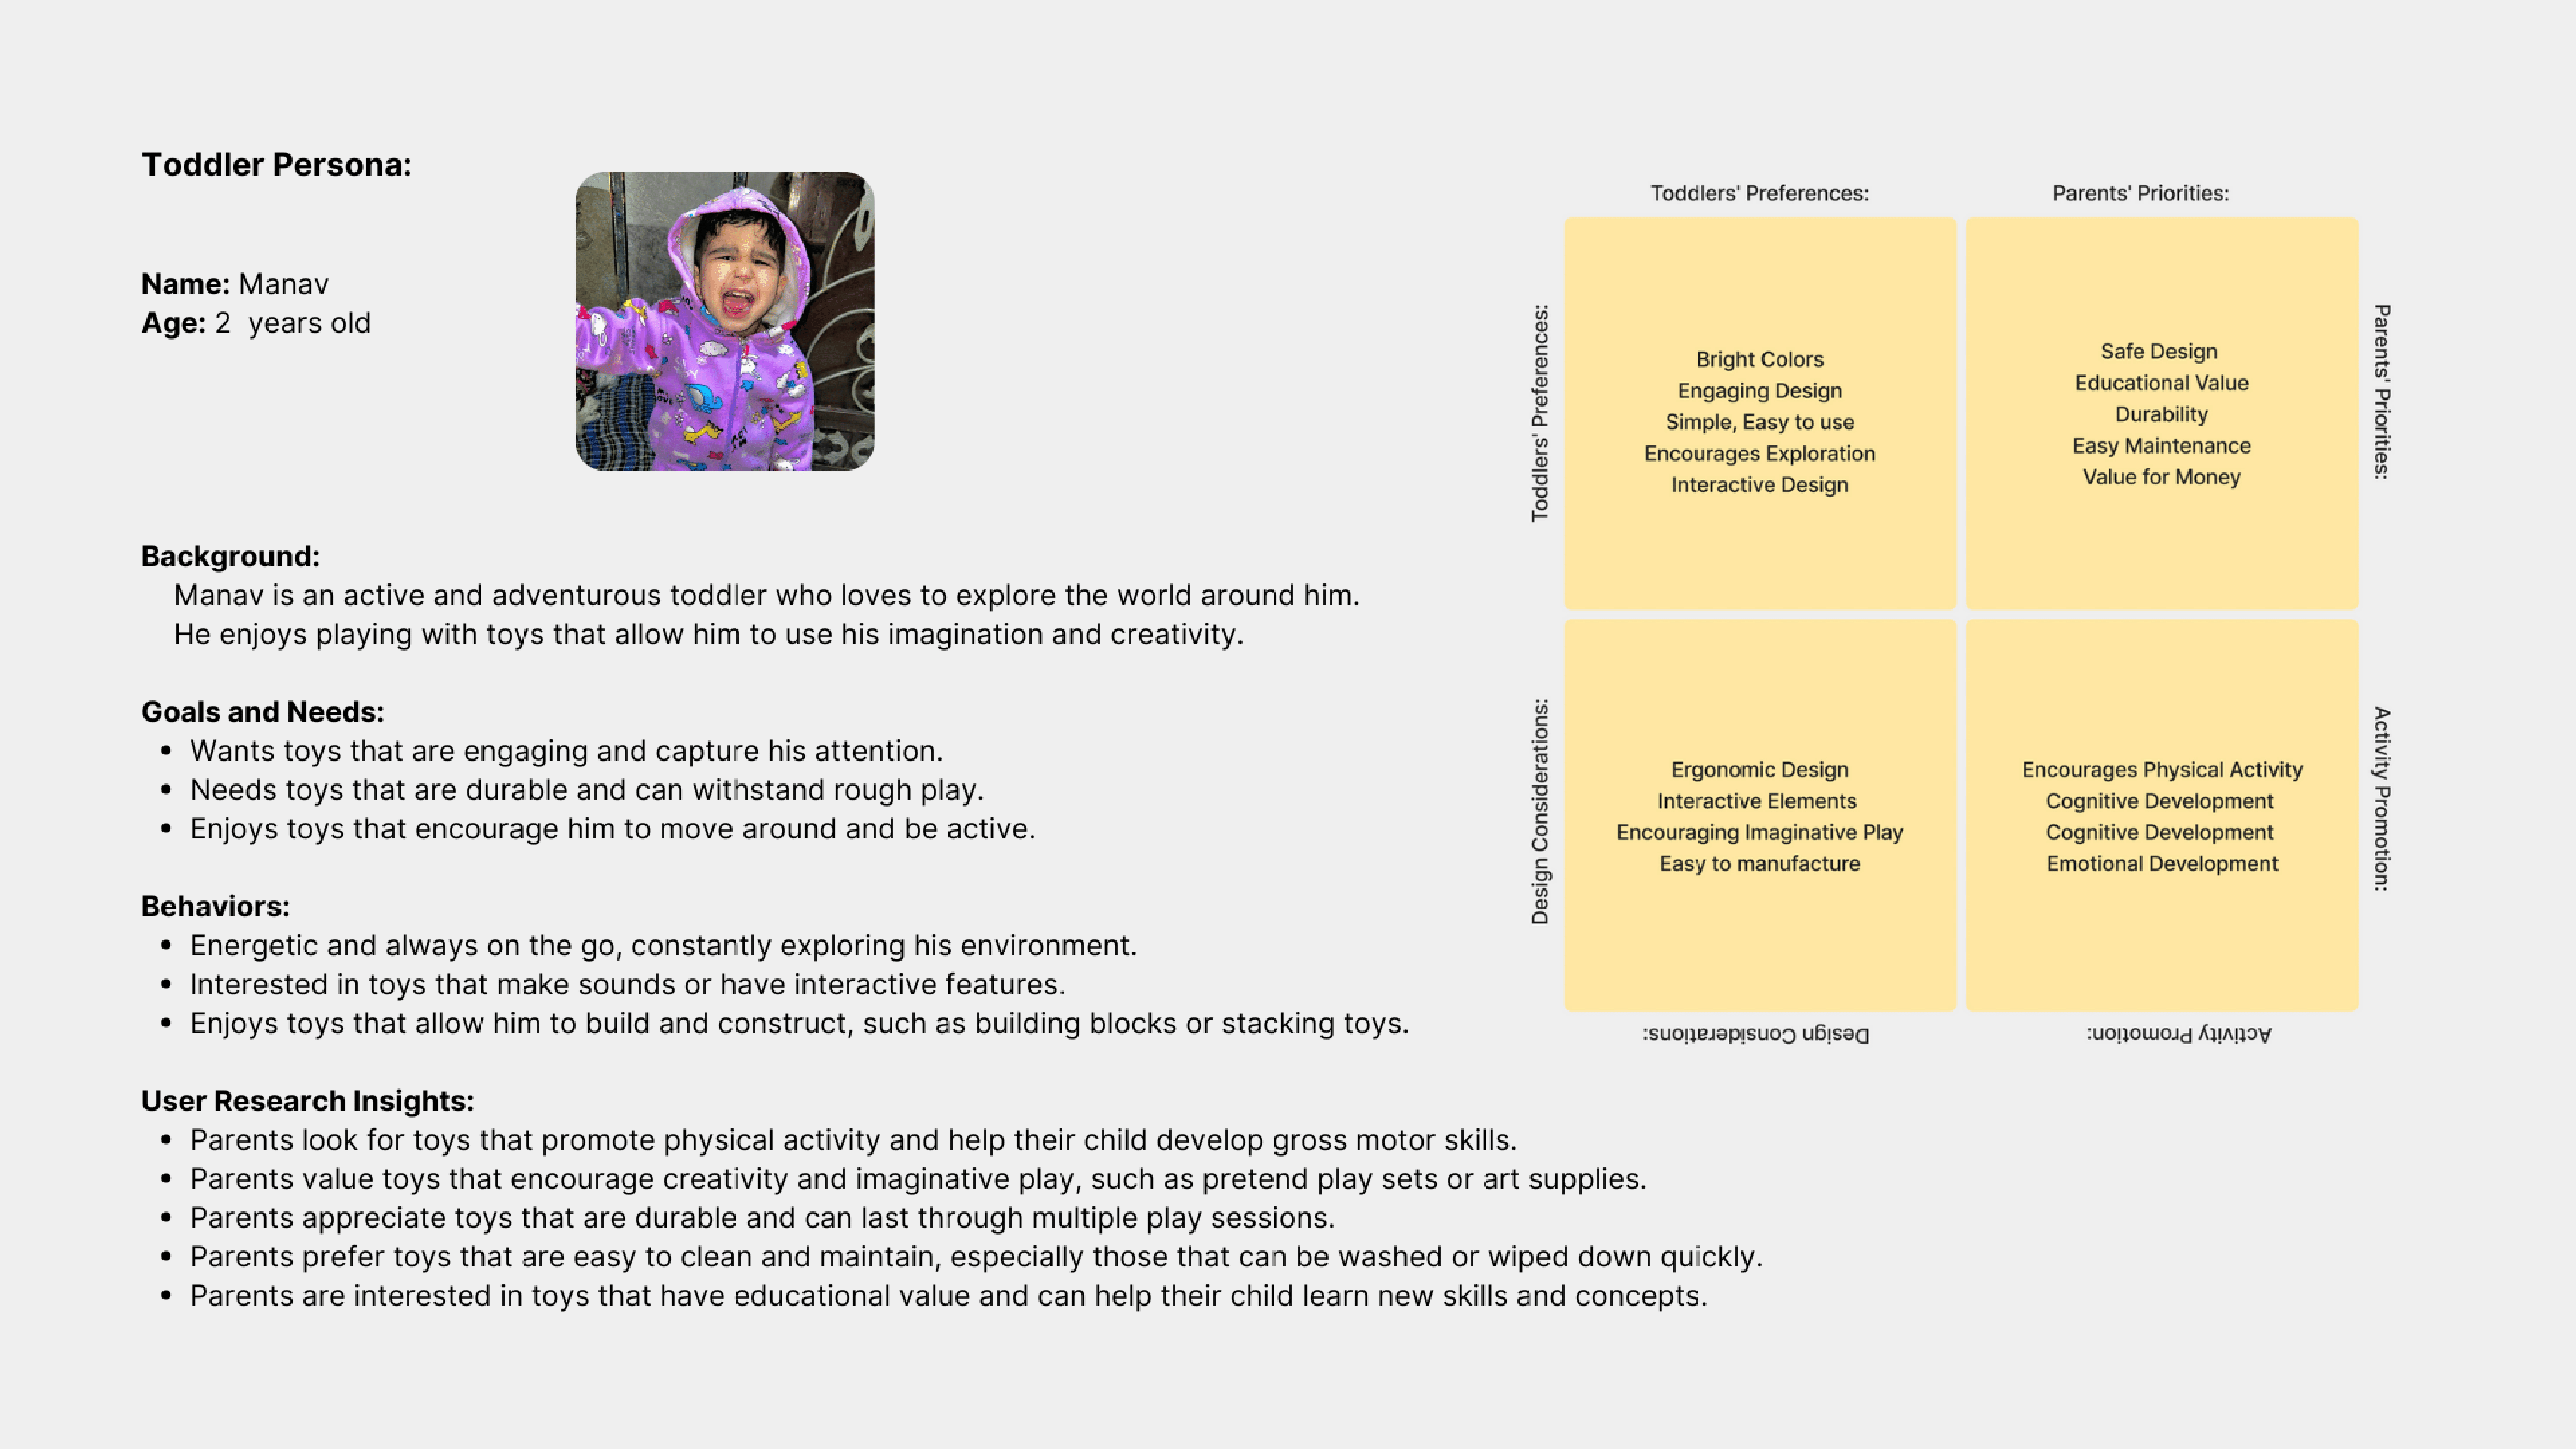 Toddler Persona:
Name: Manav
Age: 2  years old
Background:
Manav is an active and adventurous toddler who loves to explore the world around him.
He enjoys playing with toys that allow him to use his imagination and creativity.
Goals and Needs:
• Wants toys that are engaging and capture his attention.
• Needs toys that are durable and can withstand rough play.
• Enjoys toys that encourage him to move around and be active.
Behaviors:
• Energetic and always on the go, constantly exploring his environment.
• Interested in toys that make sounds or have interactive features.
• Enjoys toys that allow him to build and construct, such as building blocks or stacking toys.
User Research Insights:
• Parents look for toys that promote physical activity and help their child develop gross motor skills.
• Parents value toys that encourage creativity and imaginative play, such as pretend play sets or art supplies.
• Parents appreciate toys that are durable and can last through multiple play sessions.
• Parents prefer toys that are easy to clean and maintain, especially those that can be washed or wiped down quickly.
• Parents are interested in toys that have educational value and can help their child learn new skills and concepts.
Toddlers' Preferences:
Toddlers' Preferences:
Bright Colors
Engaging Design
Simple, Easy to use
Encourages Exploration
Interactive Design
Parents' Priorities:
Parents' Priorities:
Safe Design
Educational Value
Durability
Easy Maintenance
Value for Money
Design Considerations:
Ergonomic Design
Interactive Elements
Encouraging Imaginative Play
Easy to manufacture
Design Considerations:
Activity Promotion:
Encourages Physical Activity
Cognitive Development
Cognitive Development
Emotional Development
Activity Promotion: